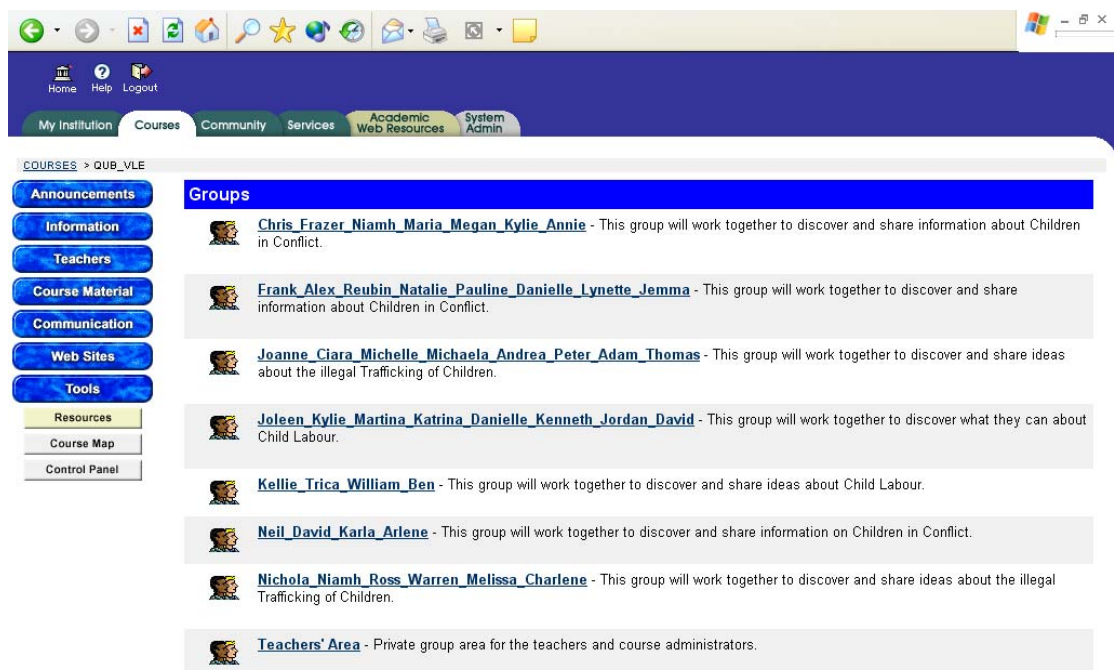 Home Help Logout
My Institution Courses Community Services Academic Web Resources System Admin
COURSES > QUB_VLE
Announcements
Information
Teachers
Course Material
Communication
Web Sites
Tools
Resources
Course Map
Control Panel
Groups
Chris_Frazer_Niamh_Maria_Megan_Kylie_Annie - This group will work together to discover and share information about Children
in Conflict.
Frank_Alex_Reubin_Natalie_Pauline_Danielle_Lynette_Jemma - This group will work together to discover and share
information about Children in Conflict.
Joanne_Ciara_Michelle_Michaela_Andrea_Peter_Adam_Thomas - This group will work together to discover and share ideas
about the illegal Trafficking of Children.
Joleen_Kylie_Martina_Katrina_Danielle_Kenneth_Jordan_David - This group will work together to discover what they can about
Child Labour.
Kellie_Trica_William_Ben - This group will work together to discover and share ideas about Child Labour.
Neil_David_Karla_Arlene - This group will work together to discover and share information on Children in Conflict.
Nichola_Niamh_Ross_Warren_Melissa_Charlene - This group will work together to discover and share ideas about the illegal
Trafficking of Children.
Teachers' Area - Private group area for the teachers and course administrators.